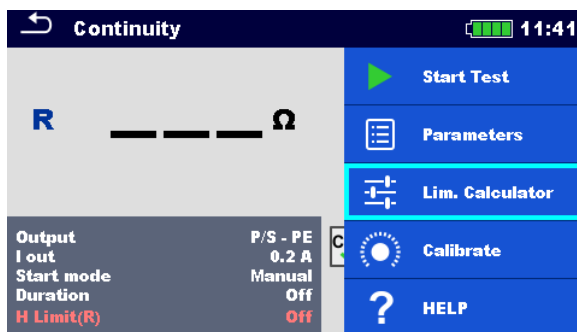 Continuity 11:41
R ___ Ω
Output P/S - PE
I out 0.2 A
Start mode Manual
Duration Off
H Limit(R) Off
C
Start Test
Parameters
Lim. Calculator
Calibrate
? HELP